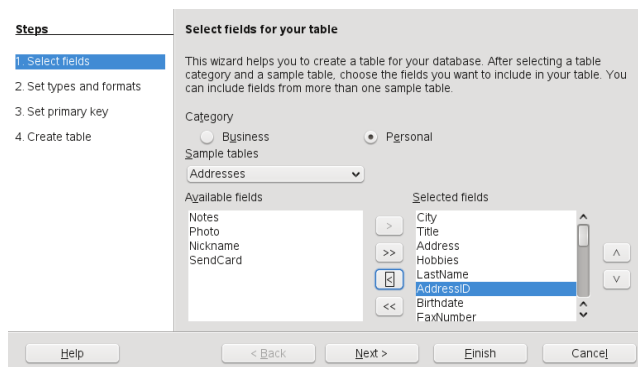 Steps
1. Select fields
2. Set types and formats
3. Set primary key
4. Create table
Select fields for your table
This wizard helps you to create a table for your database. After selecting a table
category and a sample table, choose the fields you want to include in your table. You
can include fields from more than one sample table.
Category
Business
Personal
Sample tables
Addresses
Available fields
Notes
Photo
Nickname
SendCard
>
>>
<
<<
Selected fields
City
Title
Address
Hobbies
LastName
AddressID
Birthdate
FaxNumber
Help
< Back
Next >
Finish
Cancel